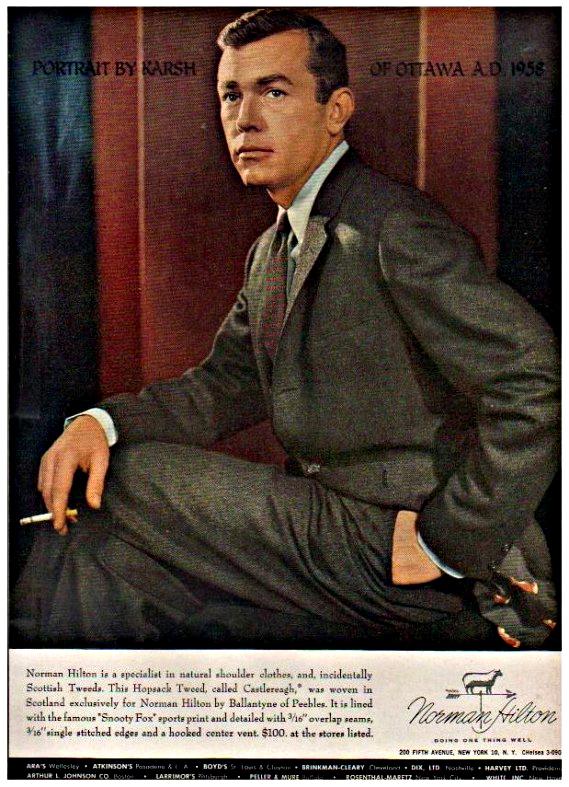 PORTRAIT BY KARSH OF OTTAWA A.D. 1958
Norman Hilton is a specialist in natural shoulder clothes, and, incidentally
Scottish Tweeds. This Hopsack Tweed, called Castlereagh,* was woven in
Scotland exclusively for Norman Hilton by Ballantyne of Peebles. It is lined
with the famous "Snooty Fox" sports print and detailed with 3/16" overlap seams,
3/16" single stitched edges and a hooked center vent. $100. at the stores listed.
Norman Hilton
DOING ONE THING WELL
200 FIFTH AVENUE, NEW YORK 10, N. Y. CHelsea 3-090
ARA'S Wellesley • ATKINSON'S Pasadena & L. A. • BOYD'S St. Louis & Clayton • BRINKMAN-CLEARY Cleveland • DIX, LTD. Nashville • HARVEY LTD. Providen
ARTHUR L. JOHNSON CO. Boston • LARRIMOR'S Pittsburgh • PELLER & MURE Buffalo • ROSENTHAL-MARETZ New York City • WHITE INC. New